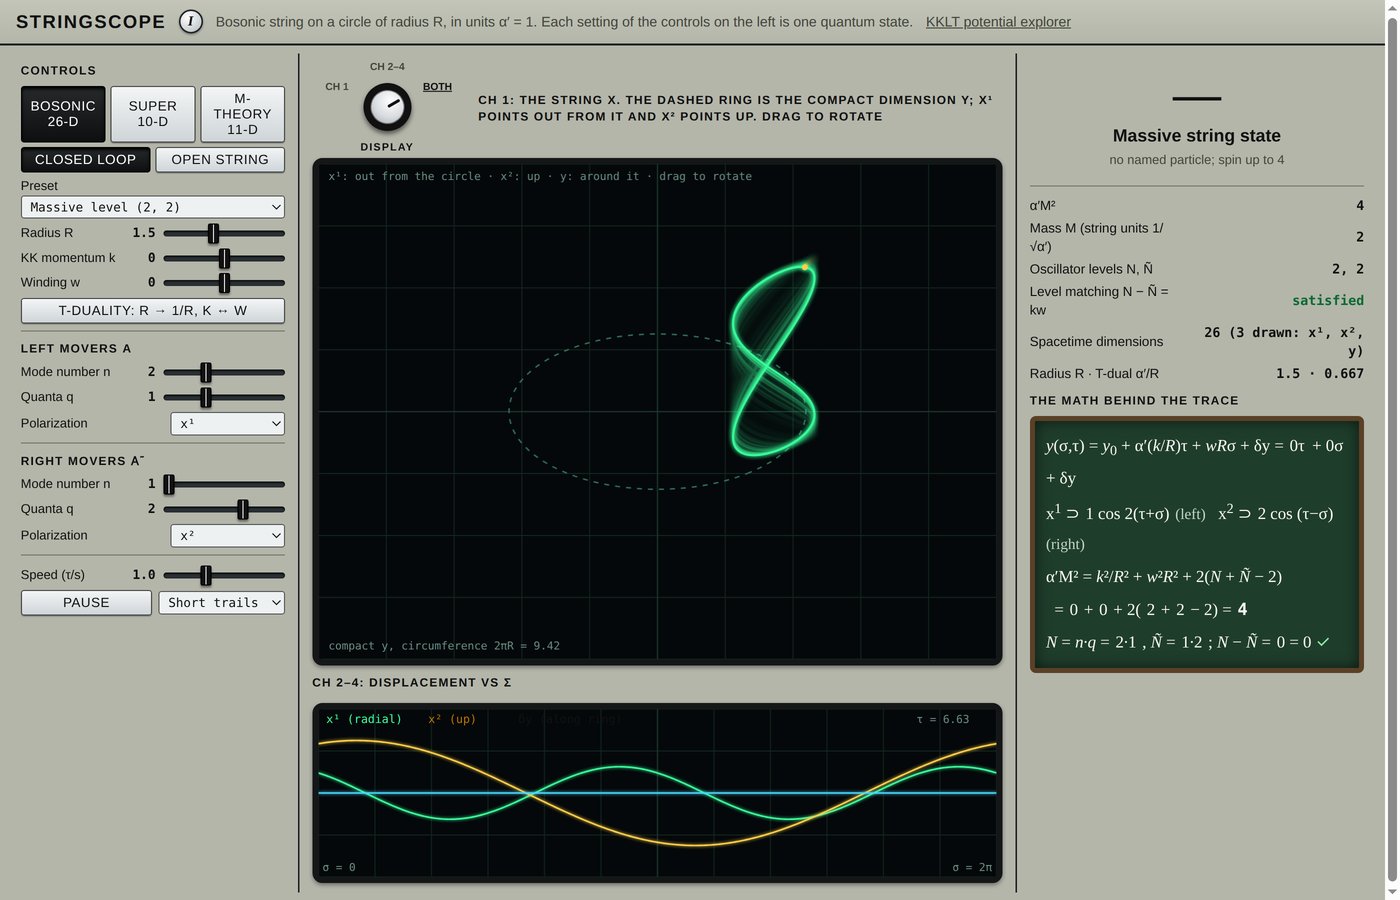 STRINGSCOPE
I
Bosonic string on a circle of radius R, in units α′ = 1. Each setting of the controls on the left is one quantum state.
KKLT potential explorer
CONTROLS
BOSONIC
26-D
SUPER
10-D
M-
THEORY
11-D
CLOSED LOOP
OPEN STRING
Preset
Massive level (2, 2)
Radius R 1.5
KK momentum k 0
Winding w 0
T-DUALITY: R → 1/R, K ↔ W
LEFT MOVERS Α
Mode number n 2
Quanta q 1
Polarization x¹
RIGHT MOVERS Α˜
Mode number n 1
Quanta q 2
Polarization x²
Speed (τ/s) 1.0
PAUSE
Short trails
CH 2–4
CH 1
BOTH
DISPLAY
CH 1: THE STRING X. THE DASHED RING IS THE COMPACT DIMENSION Y; X¹
POINTS OUT FROM IT AND X² POINTS UP. DRAG TO ROTATE
x¹: out from the circle · x²: up · y: around it · drag to rotate
compact y, circumference 2πR = 9.42
CH 2–4: DISPLACEMENT VS Σ
x¹ (radial) x² (up) δy (along ring) τ = 6.63
σ = 0 σ = 2π
Massive string state
no named particle; spin up to 4
α′M² 4
Mass M (string units 1/
√α′) 2
Oscillator levels N, Ñ 2, 2
Level matching N − Ñ =
kw satisfied
Spacetime dimensions 26 (3 drawn: x¹, x²,
y)
Radius R · T-dual α′/R 1.5 · 0.667
THE MATH BEHIND THE TRACE
y(σ,τ) = y₀ + α′(k/R)τ + wRσ + δy = 0τ + 0σ
+ δy
x¹ ⊃ 1 cos 2(τ+σ) (left) x² ⊃ 2 cos (τ−σ)
(right)
α′M² = k²/R² + w²R² + 2(N + Ñ − 2)
= 0 + 0 + 2( 2 + 2 − 2) = 4
N = n·q = 2·1 , Ñ = 1·2 ; N − Ñ = 0 = 0 ✓